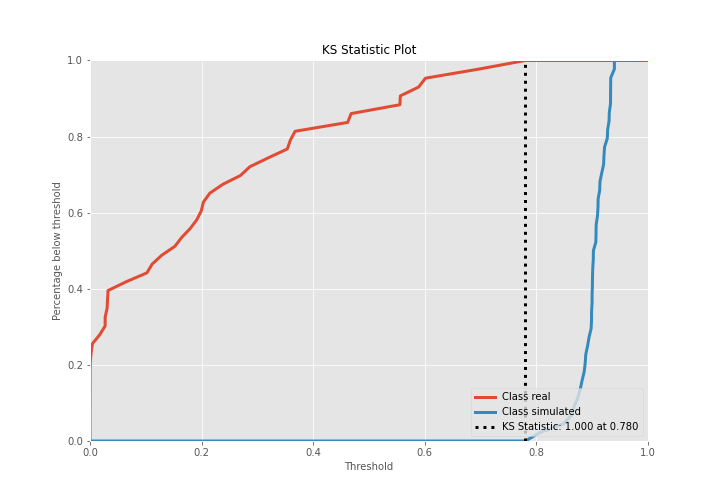 KS Statistic Plot
Percentage below threshold
1.0
0.8
0.6
0.4
0.2
0.0
0.0 0.2 0.4 0.6 0.8 1.0
Threshold
Class real
Class simulated
KS Statistic: 1.000 at 0.780